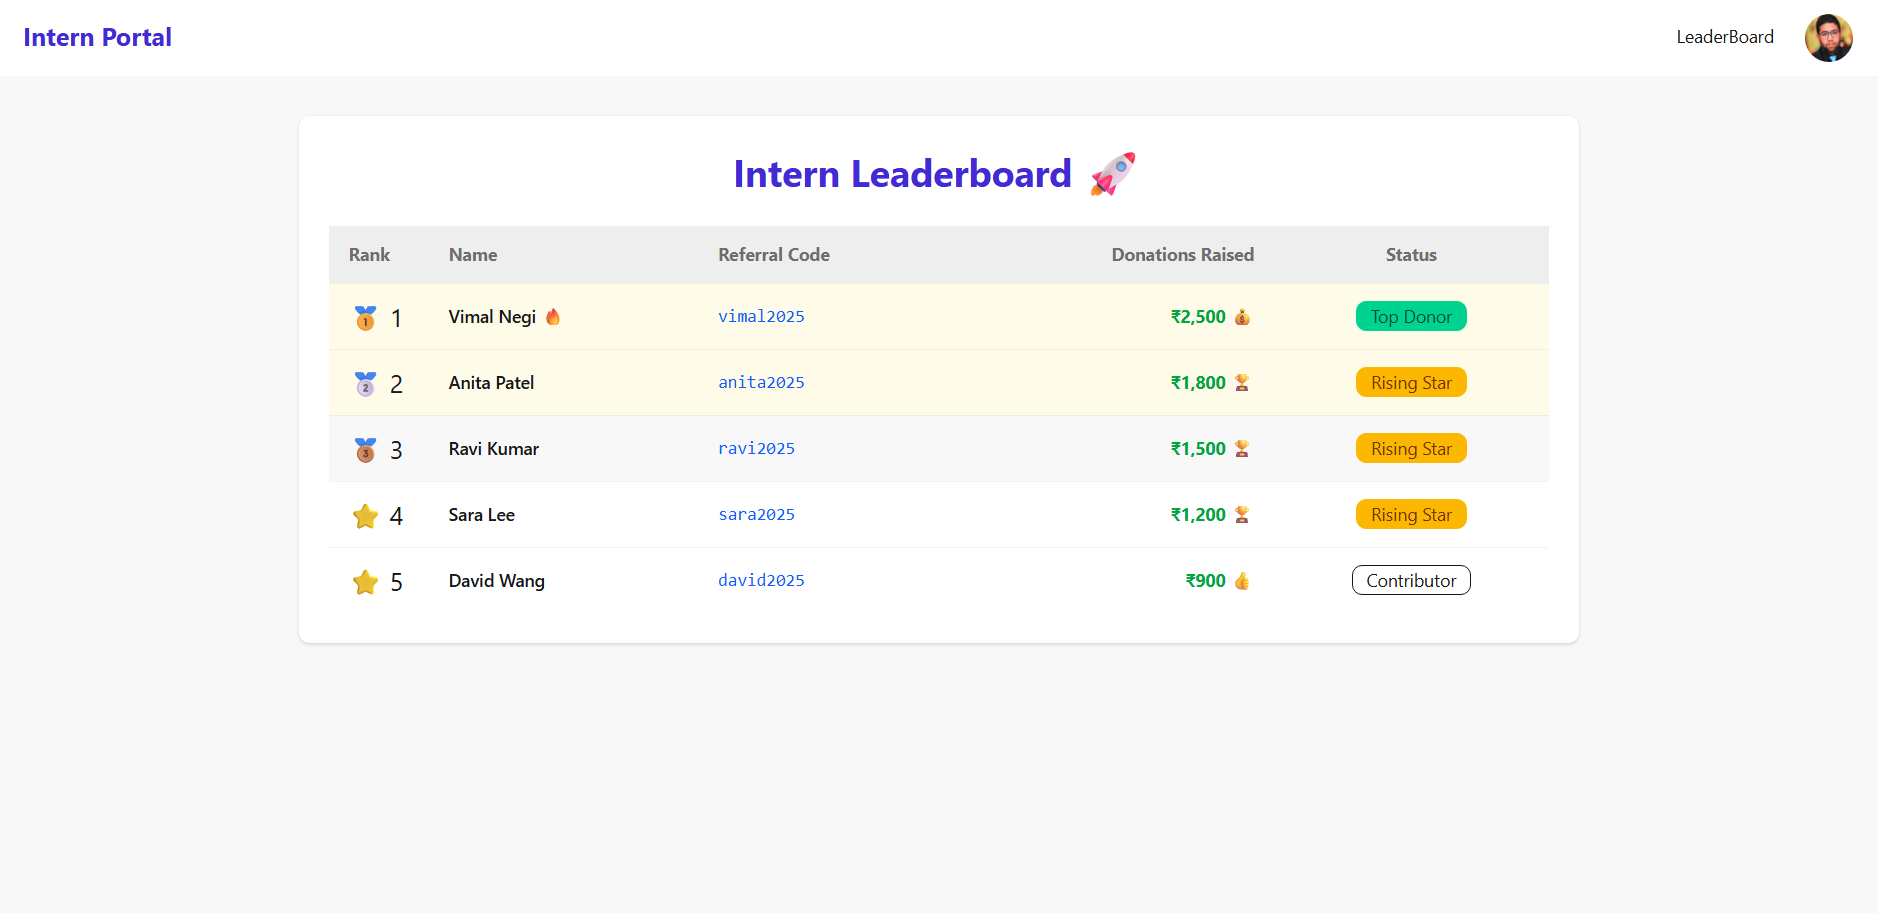 Intern Portal
LeaderBoard
Intern Leaderboard 🚀
Rank Name Referral Code Donations Raised Status
🥇 1 Vimal Negi 🔥 vimal2025 ₹2,500 💰 Top Donor
🥈 2 Anita Patel anita2025 ₹1,800 🏆 Rising Star
🥉 3 Ravi Kumar ravi2025 ₹1,500 🏆 Rising Star
⭐ 4 Sara Lee sara2025 ₹1,200 🏆 Rising Star
⭐ 5 David Wang david2025 ₹900 👍 Contributor